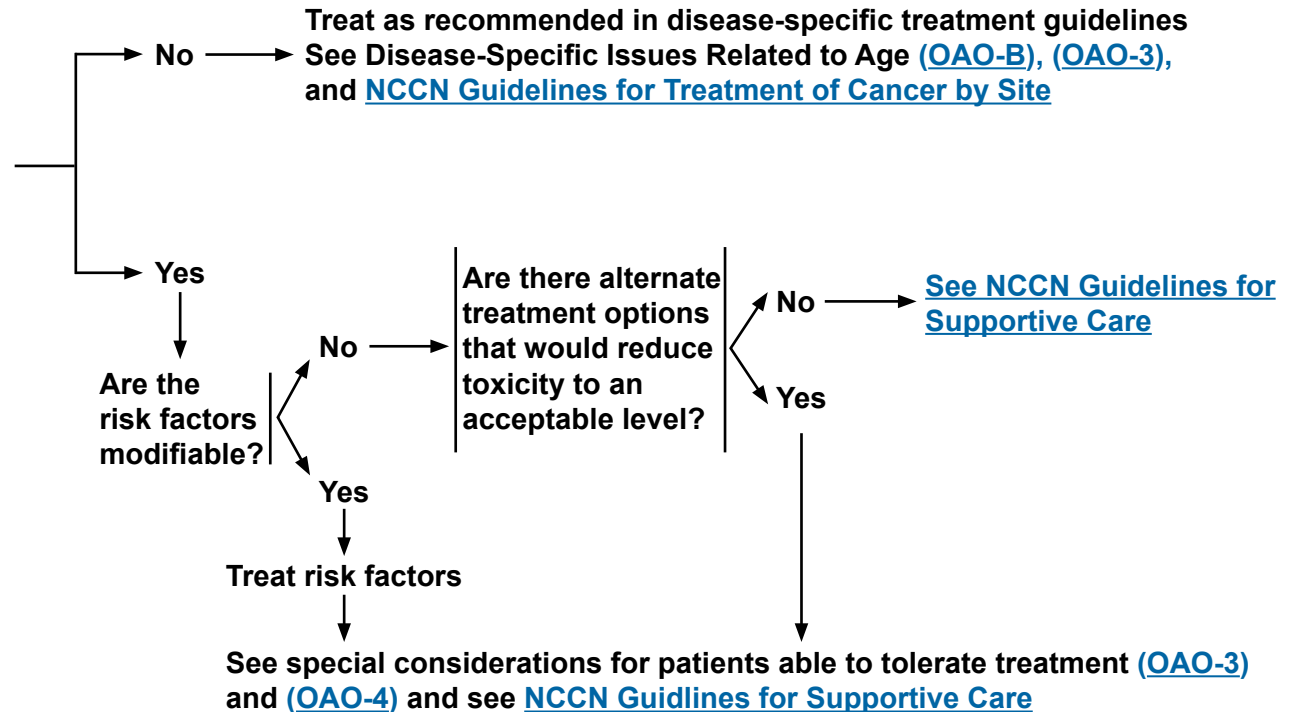 No
Treat as recommended in disease-specific treatment guidelines
See Disease-Specific Issues Related to Age (OAO-B), (OAO-3),
and NCCN Guidelines for Treatment of Cancer by Site
Yes
Are the
risk factors
modifiable?
No
Yes
Are there alternate
treatment options
that would reduce
toxicity to an
acceptable level?
No
See NCCN Guidelines for
Supportive Care
Yes
Treat risk factors
See special considerations for patients able to tolerate treatment (OAO-3)
and (OAO-4) and see NCCN Guidlines for Supportive Care